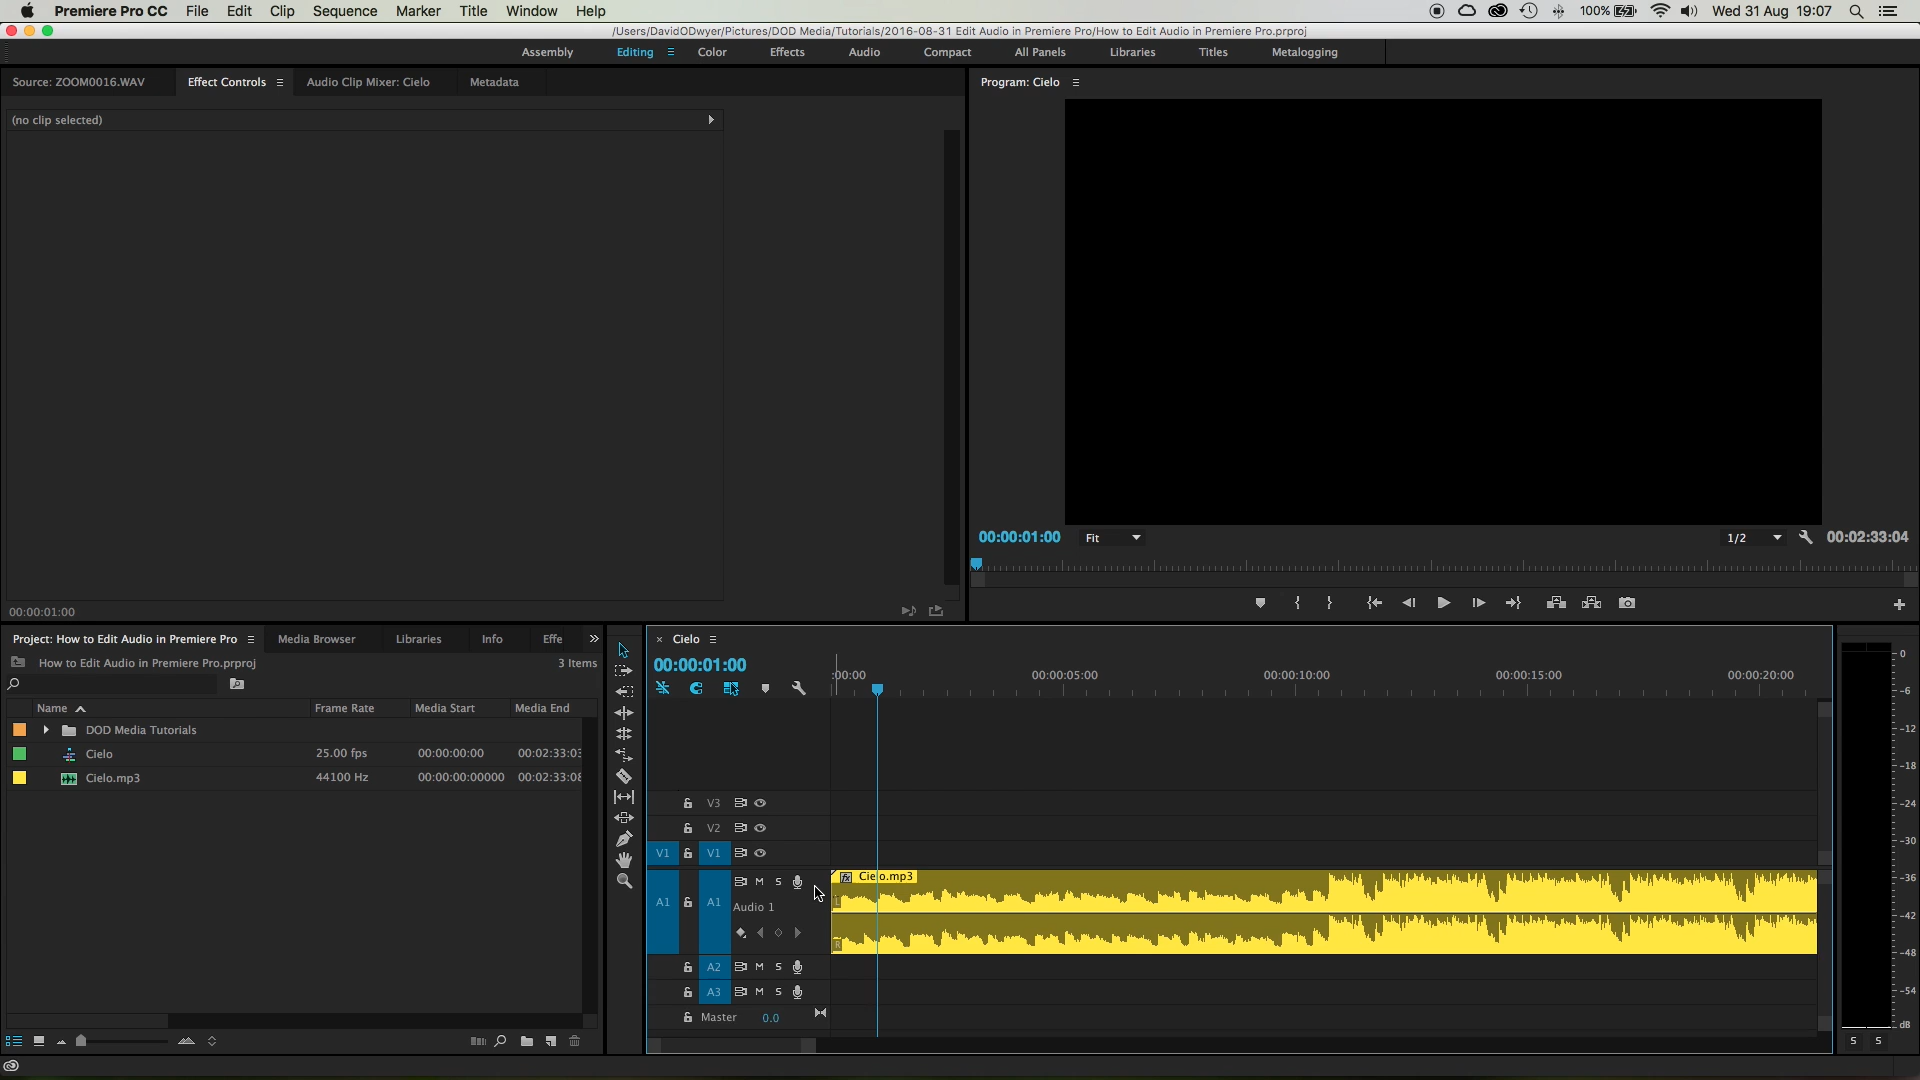 Premiere Pro CC File Edit Clip Sequence Marker Title Window Help 100% Wed 31 Aug 19:07
/Users/DavidODwyer/Pictures/DOD Media/Tutorials/2016-08-31 Edit Audio in Premiere Pro/How to Edit Audio in Premiere Pro.prproj
Assembly Editing Color Effects Audio Compact All Panels Libraries Titles Metalogging
Source: ZOOM0016.WAV Effect Controls Audio Clip Mixer: Cielo Metadata
Program: Cielo
(no clip selected)
00:00:01:00 Fit 1/2 00:02:33:04
00:00:01:00
Project: How to Edit Audio in Premiere Pro Media Browser Libraries Info Effe
How to Edit Audio in Premiere Pro.prproj 3 Items
Name Frame Rate Media Start Media End
DOD Media Tutorials
Cielo 25.00 fps 00:00:00:00 00:02:33:03
Cielo.mp3 44100 Hz 00:00:00:00000 00:02:33:08
× Cielo
00:00:01:00
:00:00 00:00:05:00 00:00:10:00 00:00:15:00 00:00:20:00
V3
V2
V1 V1
A1 A1 M S
Audio 1
fx Cielo.mp3
L
R
A2 M S
A3 M S
Master 0.0
0
-6
-12
-18
-24
-30
-36
-42
-48
-54
dB
S S